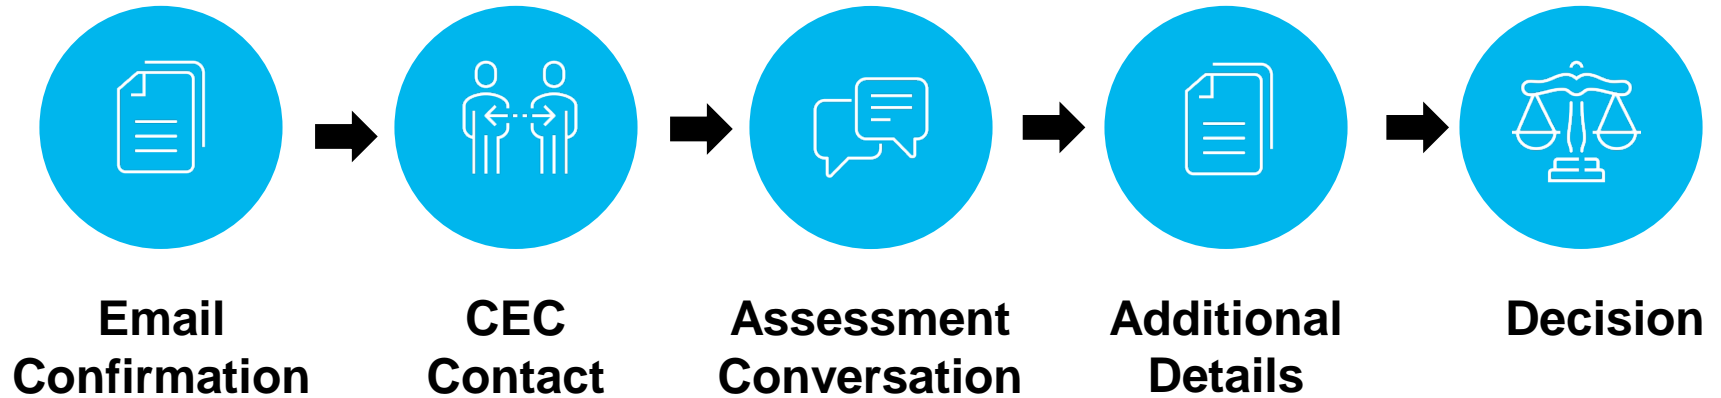 Email
Confirmation
CEC
Contact
Assessment
Conversation
Additional
Details
Decision